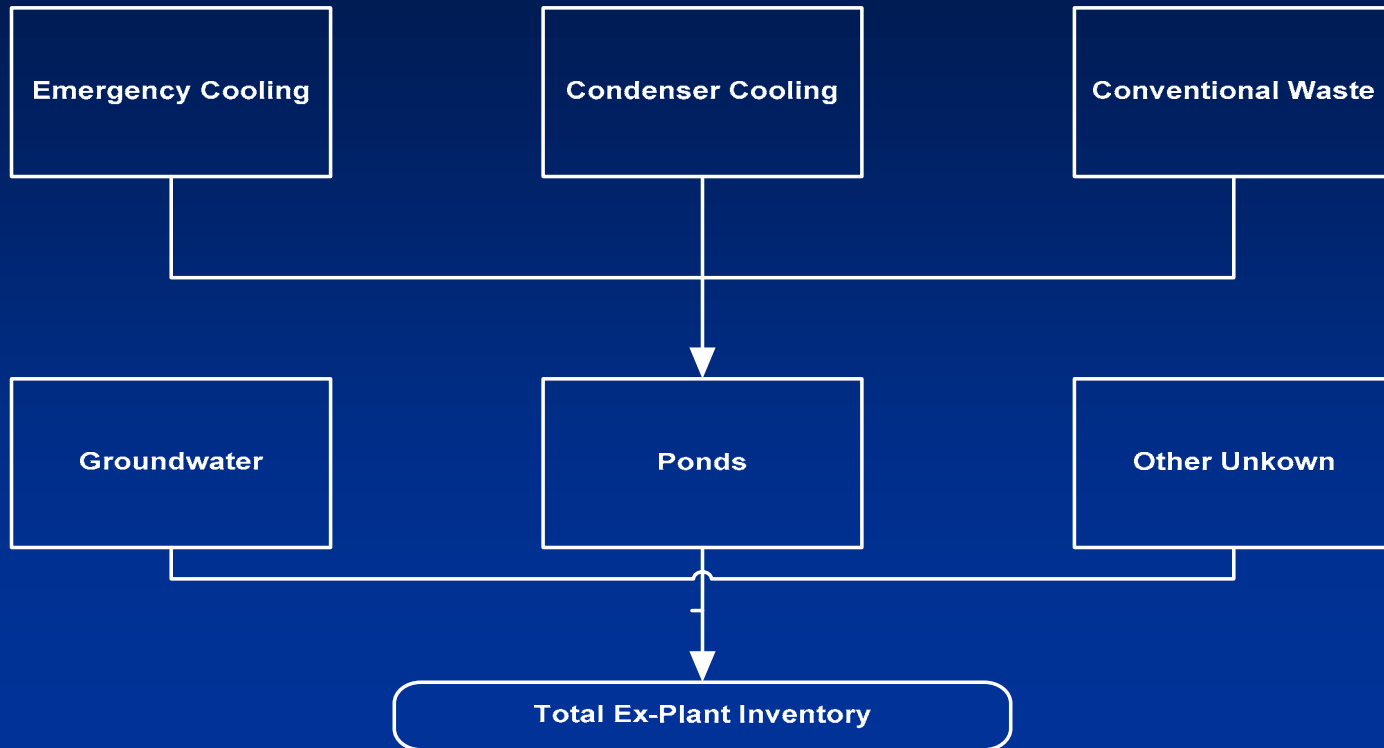 Emergency Cooling
Condenser Cooling
Conventional Waste
Groundwater
Ponds
Other Unkown
Total Ex-Plant Inventory